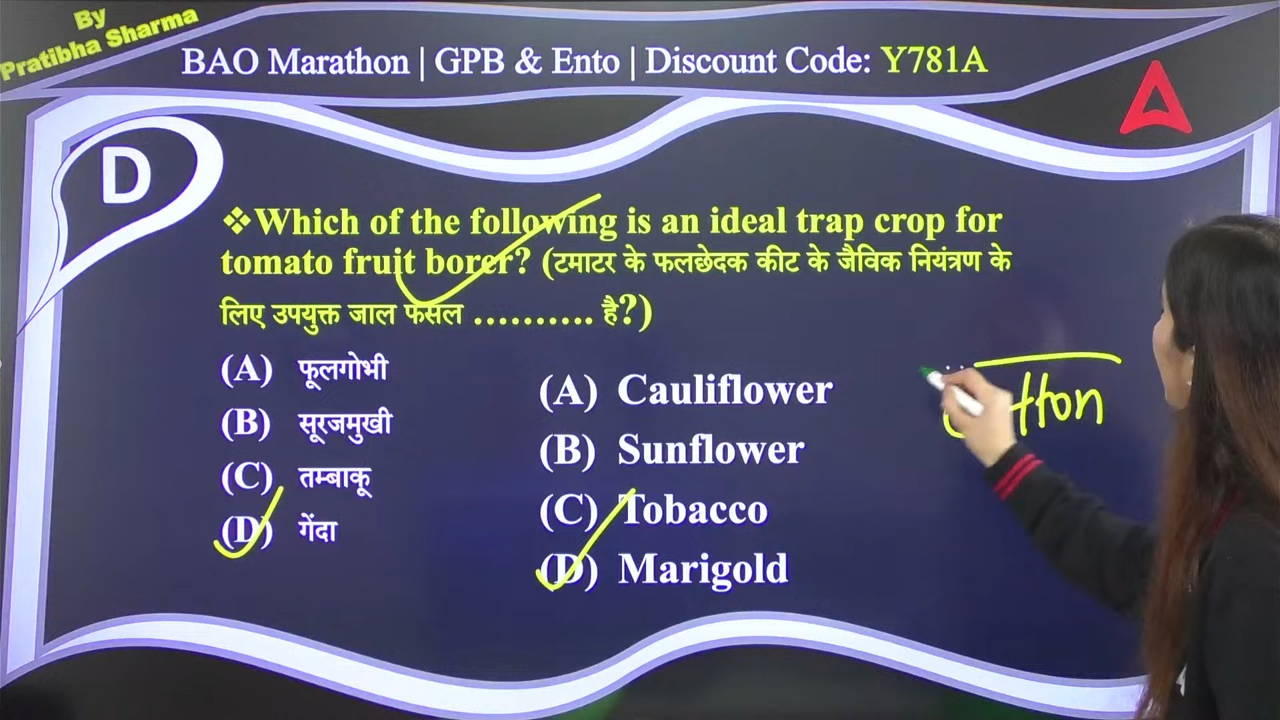 By
Pratibha Sharma
BAO Marathon | GPB & Ento | Discount Code: Y781A
D
❖Which of the following is an ideal trap crop for
tomato fruit borer? (टमाटर के फलछेदक कीट के जैविक नियंत्रण के
लिए उपयुक्त जाल फसल .......... है?)
(A) फूलगोभी
(B) सूरजमुखी
(C) तम्बाकू
(D) गेंदा
(A) Cauliflower
(B) Sunflower
(C) Tobacco
(D) Marigold